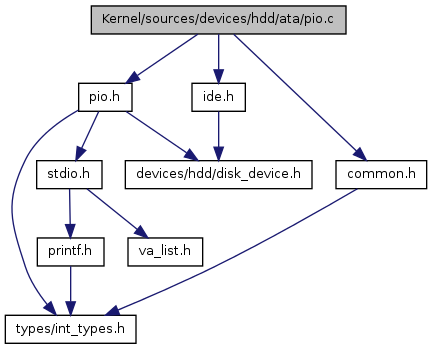 Kernel/sources/devices/hdd/ata/pio.c
pio.h
ide.h
stdio.h
devices/hdd/disk_device.h
common.h
printf.h
va_list.h
types/int_types.h